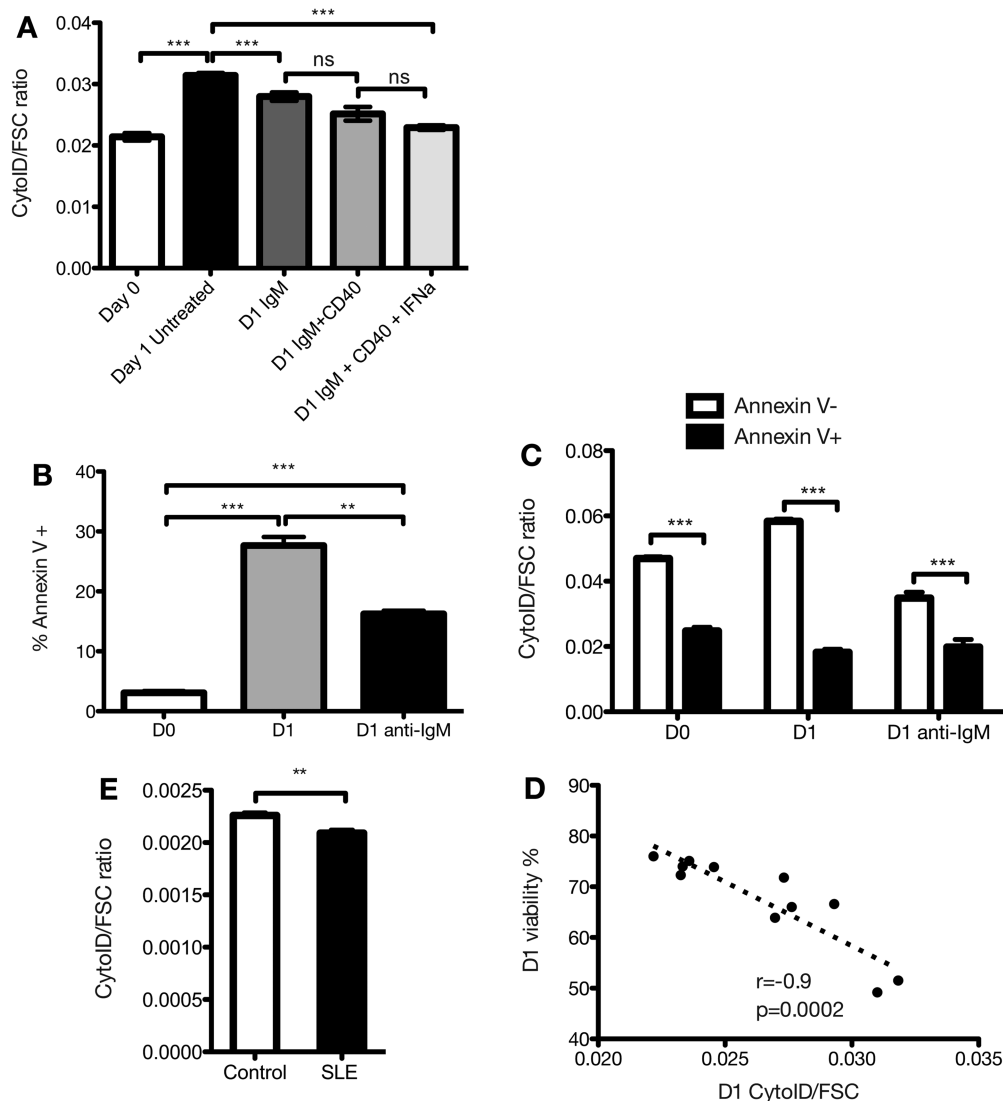 A
CytoID/FSC ratio
0.04
0.03
0.02
0.01
0.00
***
***
***
ns
ns
Day 0
Day 1 Untreated
D1 IgM
D1 IgM+CD40
D1 IgM + CD40 + IFNa
B
% Annexin V +
40
30
20
10
0
***
***
**
D0
D1
D1 anti-IgM
Annexin V-
Annexin V+
C
CytoID/FSC ratio
0.08
0.06
0.04
0.02
0.00
***
***
***
D0
D1
D1 anti-IgM
E
CytoID/FSC ratio
0.0025
0.0020
0.0015
0.0010
0.0005
0.0000
**
Control
SLE
D
D1 viability %
90
80
70
60
50
40
r=-0.9
p=0.0002
0.020
0.025
0.030
0.035
D1 CytoID/FSC